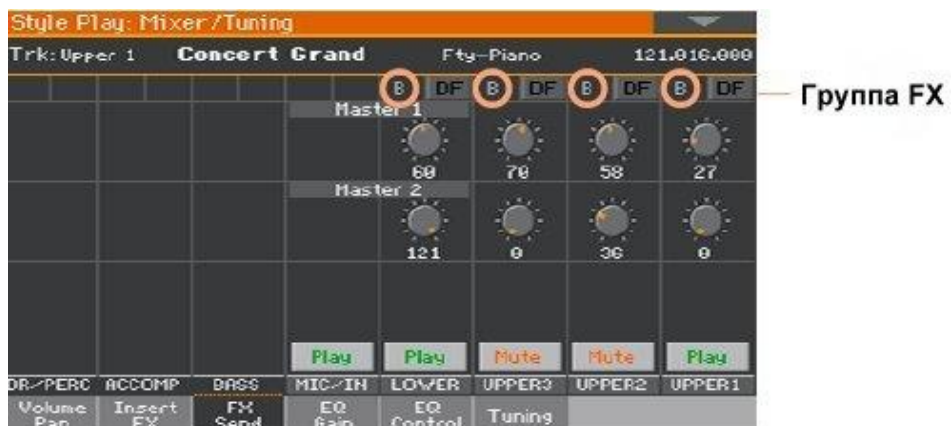 Style Play: Mixer/Tuning
Trk: Upper 1 Concert Grand Fty-Piano 121.016.000
B DF B DF B DF B DF
Группа FX
Master 1
60 70 58 27
Master 2
121 0 36 0
Play Play Mute Mute Play
DR/PERC ACCOMP BASS MIC/IN LOWER UPPER3 UPPER2 UPPER1
Volume Insert FX EQ EQ Tuning
Pan FX Send Gain Control